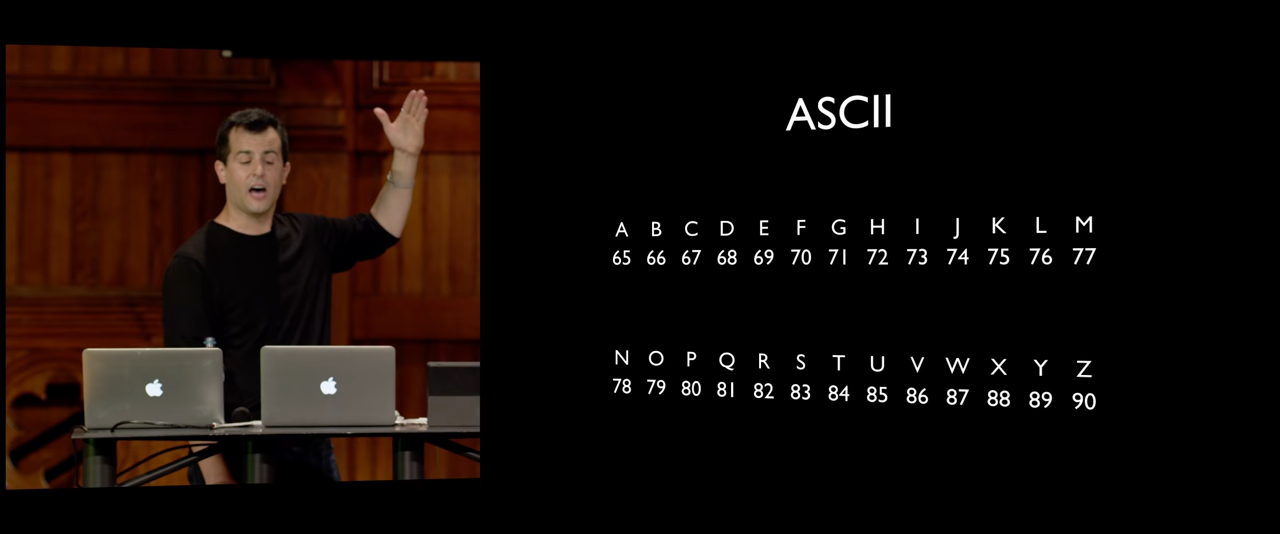 ASCII
A B C D E F G H I J K L M
65 66 67 68 69 70 71 72 73 74 75 76 77
N O P Q R S T U V W X Y Z
78 79 80 81 82 83 84 85 86 87 88 89 90